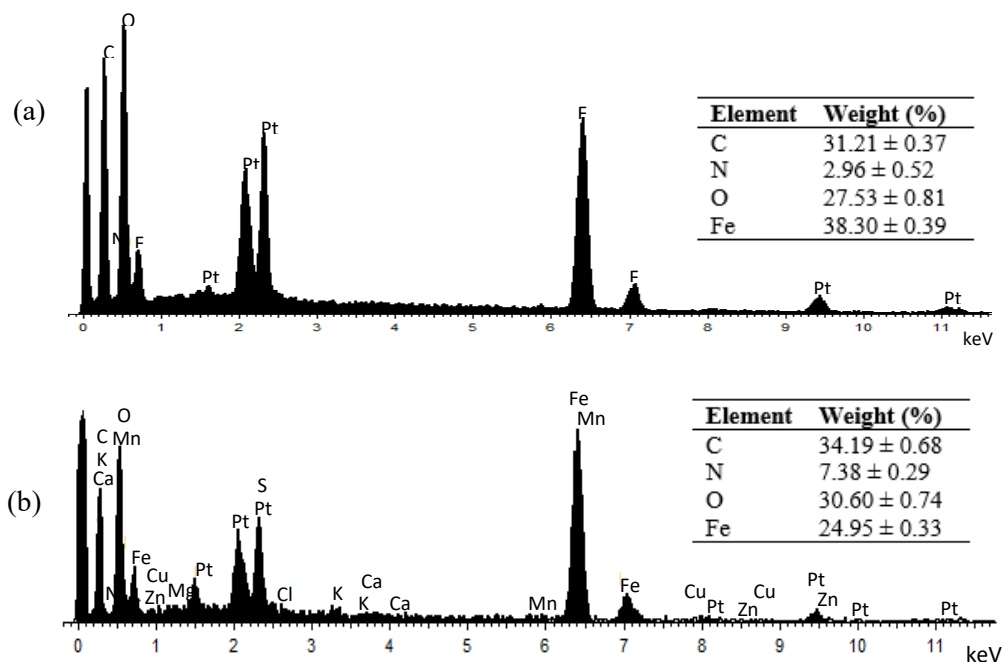 (a)
O
C
N
F
Pt
Pt
Pt
F
F
Pt
Pt
0 1 2 3 4 5 6 7 8 9 10 11
keV
Element Weight (%)
C 31.21 ± 0.37
N 2.96 ± 0.52
O 27.53 ± 0.81
Fe 38.30 ± 0.39
(b)
C
K
Ca
O
Mn
N
Fe
Cu
Zn
Mg
Pt
Pt
S
Pt
Cl
K
Ca
K
Ca
Mn
Fe
Mn
Fe
Cu
Pt
Cu
Zn
Pt
Zn
Pt
Pt
0 1 2 3 4 5 6 7 8 9 10 11
keV
Element Weight (%)
C 34.19 ± 0.68
N 7.38 ± 0.29
O 30.60 ± 0.74
Fe 24.95 ± 0.33